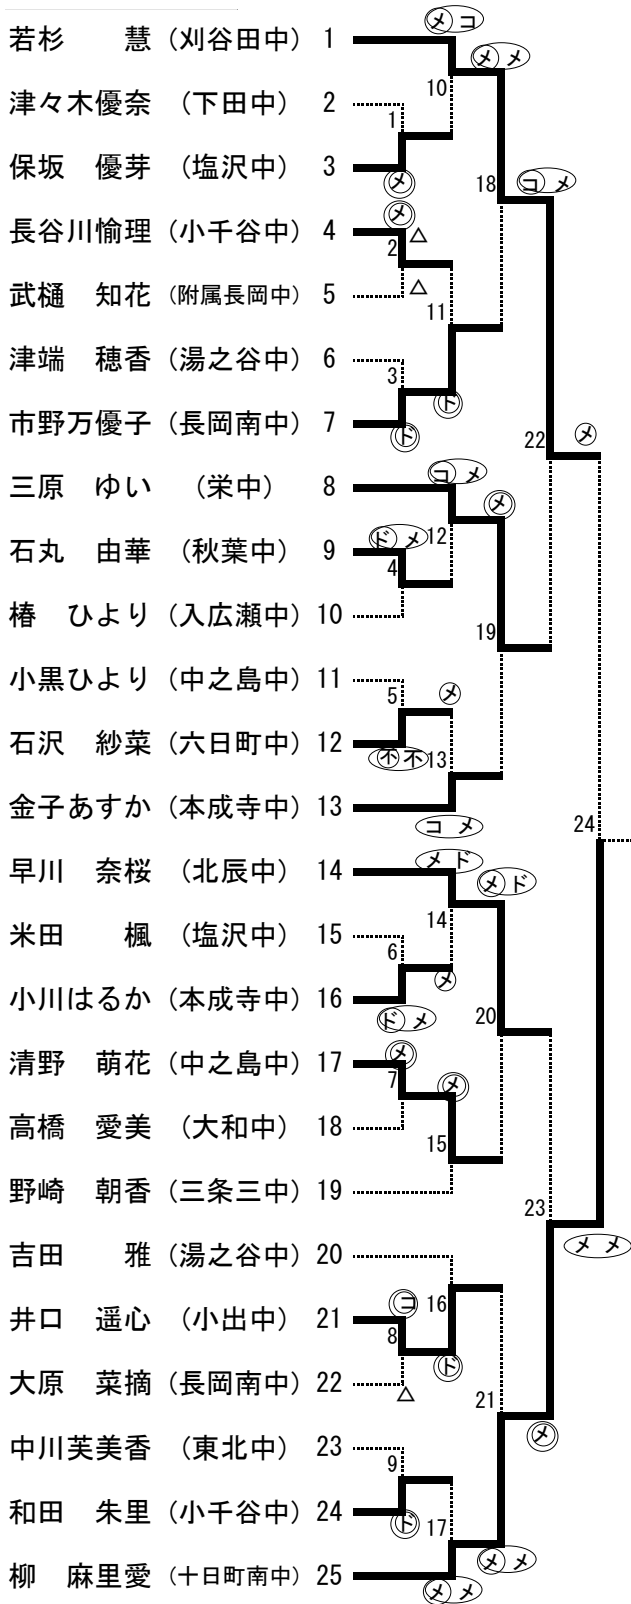 メ コ
若杉 慧 (刈谷田中) 1
メ メ
10
津々木優奈 (下田中) 2
1
保坂 優芽 (塩沢中) 3
メ
18
コ メ
メ
長谷川愉理 (小千谷中) 4 △
2
武樋 知花 (附属長岡中) 5 △
11
津端 穂香 (湯之谷中) 6
3
ド
市野万優子 (長岡南中) 7
ド
22
メ
コ メ
三原 ゆい (栄中) 8
メ
ド メ
12
石丸 由華 (秋葉中) 9
4
椿 ひより (入広瀬中) 10
19
小黒ひより (中之島中) 11
5
メ
石沢 紗菜 (六日町中) 12
不 不
13
金子あすか (本成寺中) 13
コ メ
24
メ ド
早川 奈桜 (北辰中) 14
メ ド
14
米田 楓 (塩沢中) 15
6
メ
小川はるか (本成寺中) 16
ド メ
20
メ
清野 萌花 (中之島中) 17
7
メ
高橋 愛美 (大和中) 18
15
野崎 朝香 (三条三中) 19
23
メ メ
吉田 雅 (湯之谷中) 20
コ
16
井口 遥心 (小出中) 21
8
ド
大原 菜摘 (長岡南中) 22
△
21
メ
中川芙美香 (東北中) 23
9
和田 朱里 (小千谷中) 24
ド
17
メ メ
柳 麻里愛 (十日町南中) 25
メ メ